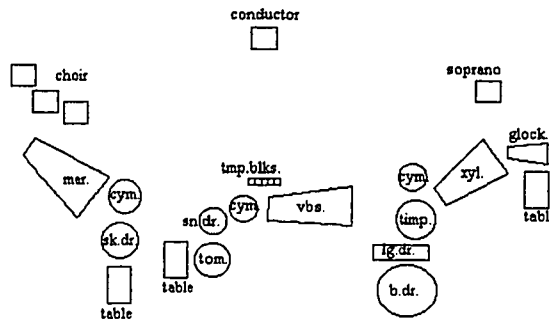 conductor
choir
soprano
glock.
tmp.blks.
mar.
cym.
cym.
xyl.
cym.
vbs.
sn.dr.
timp.
tabl
sk.dr.
tom.
lg.dr.
table
b.dr.
table